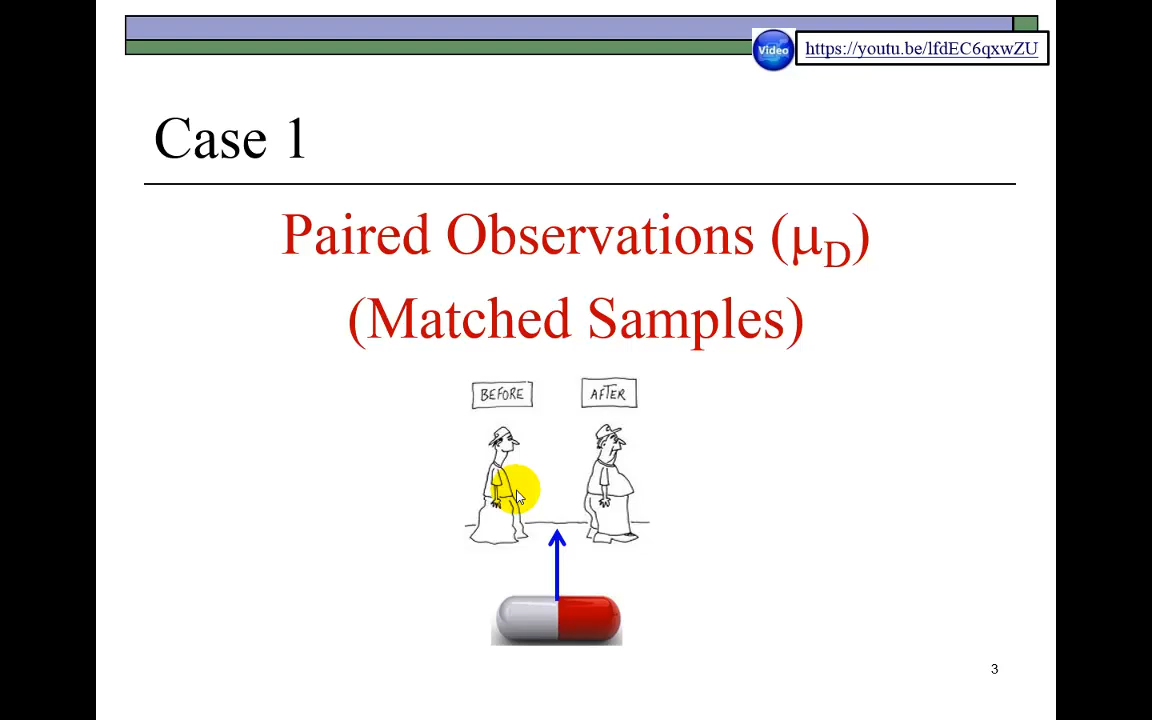 Video
https://youtu.be/lfdEC6qxwZU
Case 1
Paired Observations (μD)
(Matched Samples)
BEFORE
AFTER
3